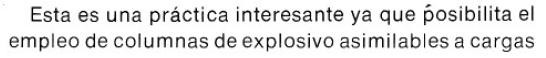 Esta es una práctica interesante ya que posibilita el
empleo de columnas de explosivo asimilables a cargas